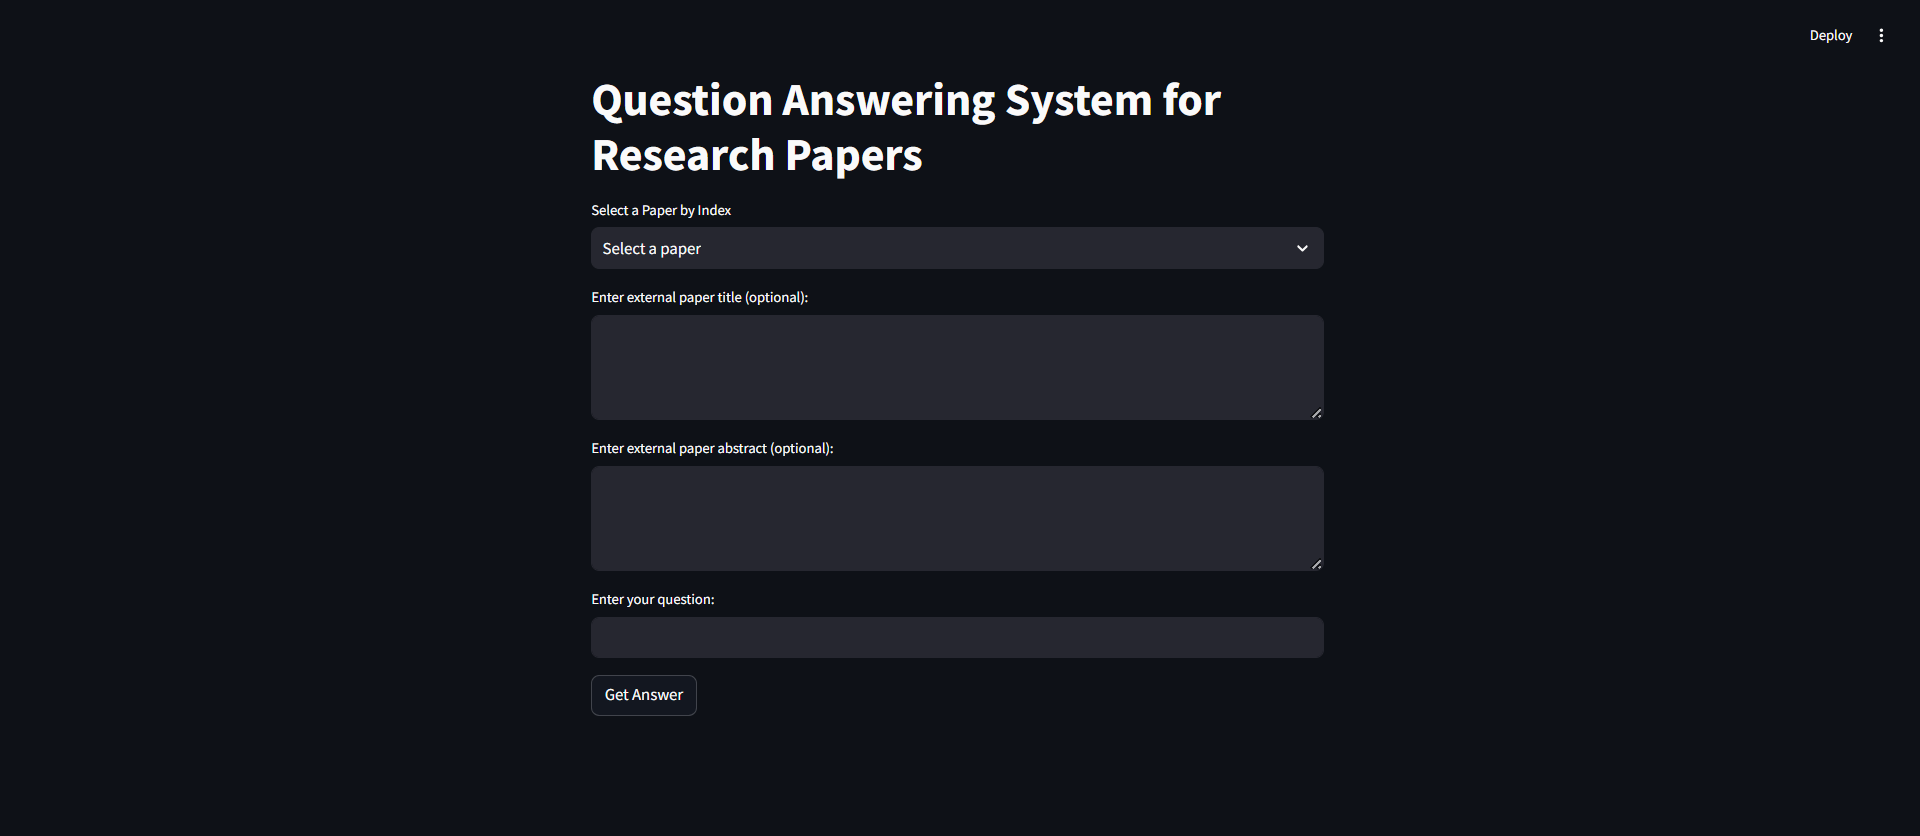 Deploy
Question Answering System for
Research Papers
Select a Paper by Index
Select a paper
Enter external paper title (optional):
Enter external paper abstract (optional):
Enter your question:
Get Answer